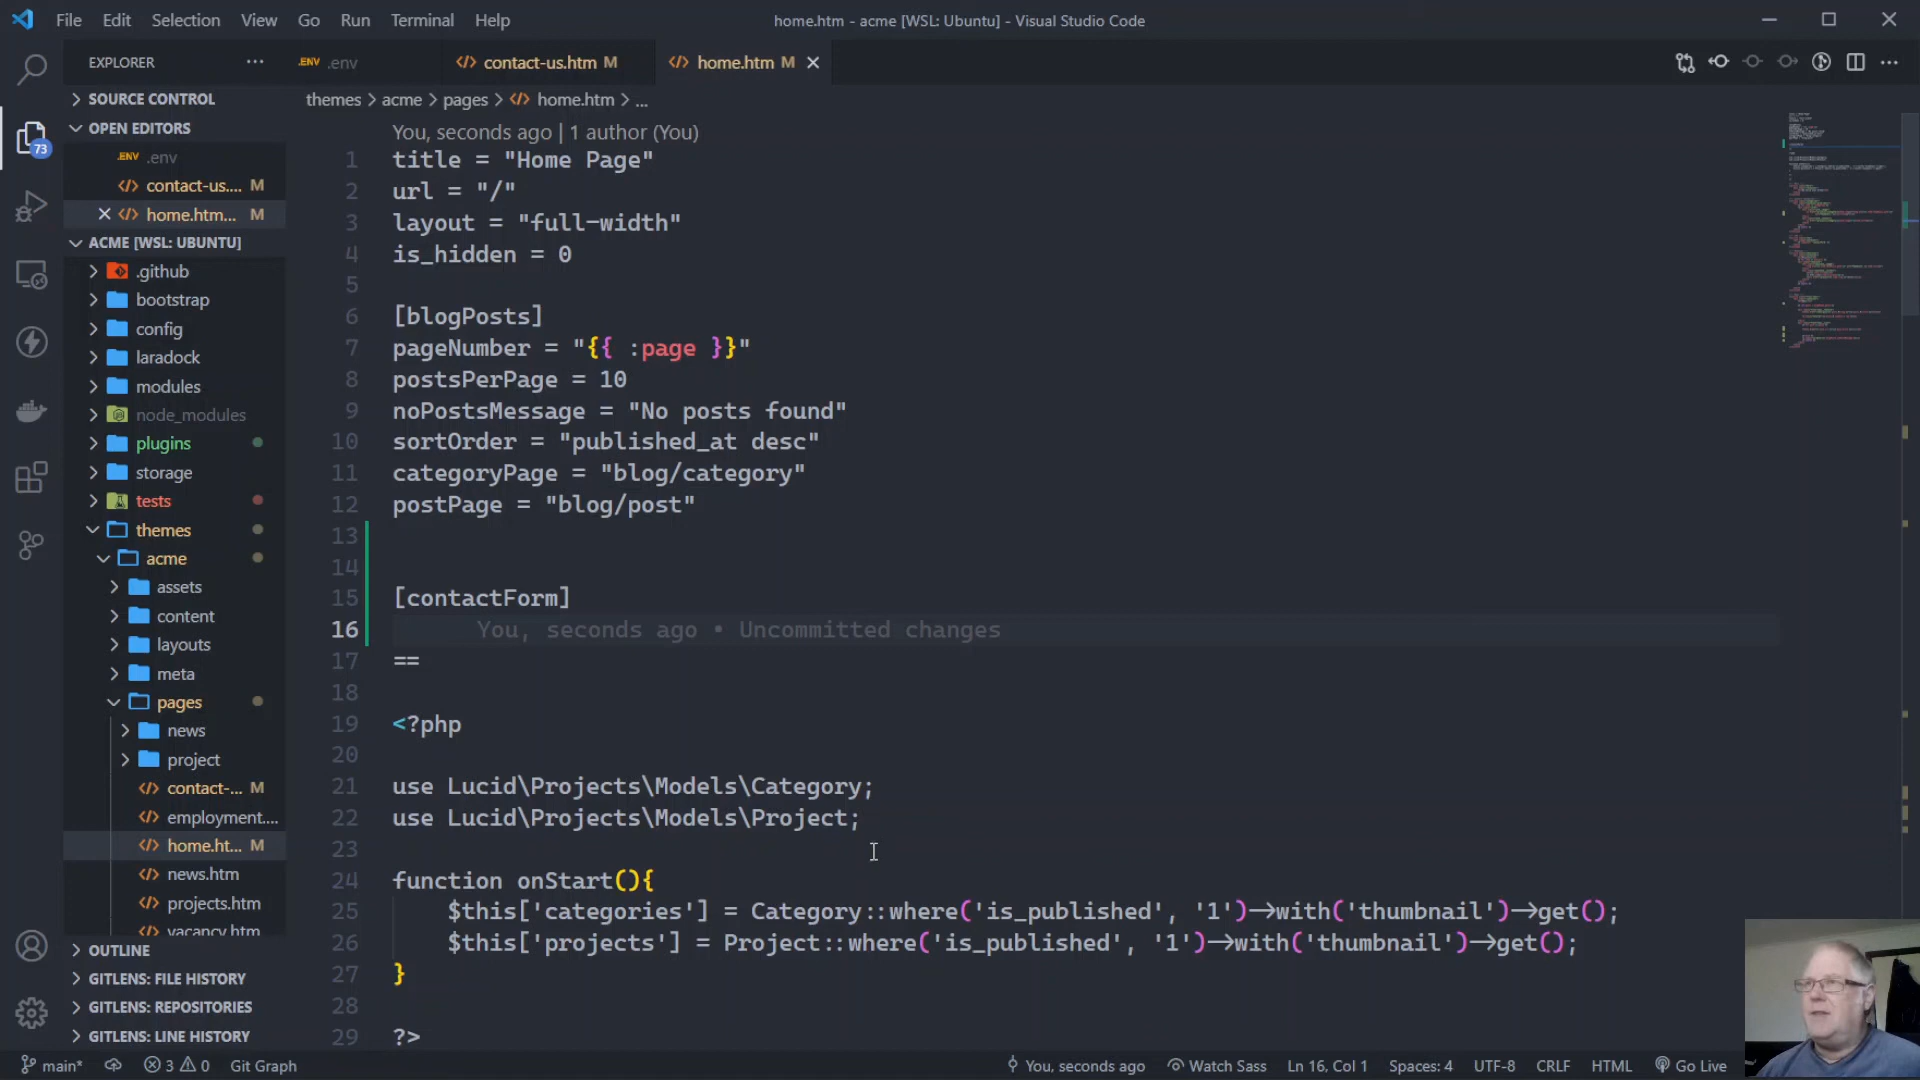 File Edit Selection View Go Run Terminal Help
home.htm - acme [WSL: Ubuntu] - Visual Studio Code
EXPLORER ...
.ENV .env
contact-us.htm M
home.htm M
SOURCE CONTROL
OPEN EDITORS
.ENV .env
contact-us.... M
home.htm... M
ACME [WSL: UBUNTU]
.github
bootstrap
config
laradock
modules
node_modules
plugins
storage
tests
themes
acme
assets
content
layouts
meta
pages
news
project
contact-... M
employment....
home.ht... M
news.htm
projects.htm
vacancy.htm
OUTLINE
GITLENS: FILE HISTORY
GITLENS: REPOSITORIES
GITLENS: LINE HISTORY
73
themes > acme > pages > home.htm > ...
You, seconds ago | 1 author (You)
1 title = "Home Page"
2 url = "/"
3 layout = "full-width"
4 is_hidden = 0
5
6 [blogPosts]
7 pageNumber = "{{ :page }}"
8 postsPerPage = 10
9 noPostsMessage = "No posts found"
10 sortOrder = "published_at desc"
11 categoryPage = "blog/category"
12 postPage = "blog/post"
13
14
15 [contactForm]
16 You, seconds ago • Uncommitted changes
17 ==
18
19 <?php
20
21 use Lucid\Projects\Models\Category;
22 use Lucid\Projects\Models\Project;
23
24 function onStart(){
25 $this['categories'] = Category::where('is_published', '1')->with('thumbnail')->get();
26 $this['projects'] = Project::where('is_published', '1')->with('thumbnail')->get();
27 }
28
29 ?>
main* 3 0 Git Graph
You, seconds ago Watch Sass Ln 16, Col 1 Spaces: 4 UTF-8 CRLF HTML Go Live